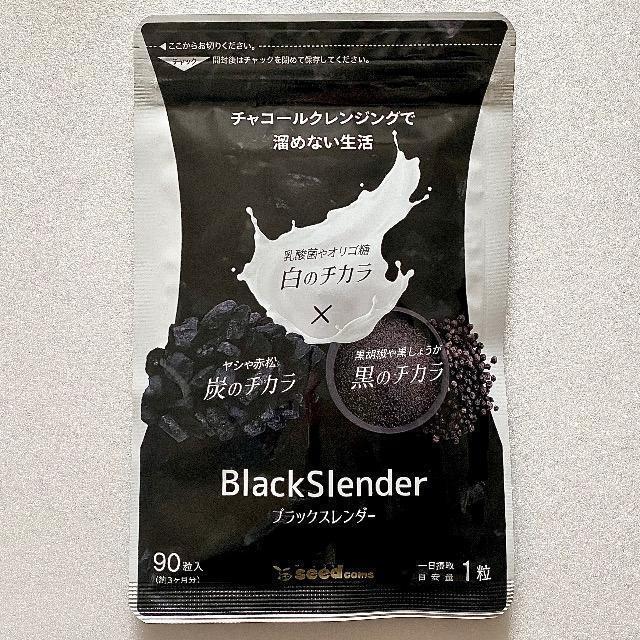 ここからお切りください。
チャック
開封後はチャックを閉めて保存してください。
チャコールクレンジングで
溜めない生活
乳酸菌やオリゴ糖
白のチカラ
×
ヤシや赤松
炭のチカラ
黒胡椒や黒しょうが
黒のチカラ
BlackSlender
ブラックスレンダー
90粒入
(約3ヶ月分)
seedcoms
一日摂取
目安量
1粒